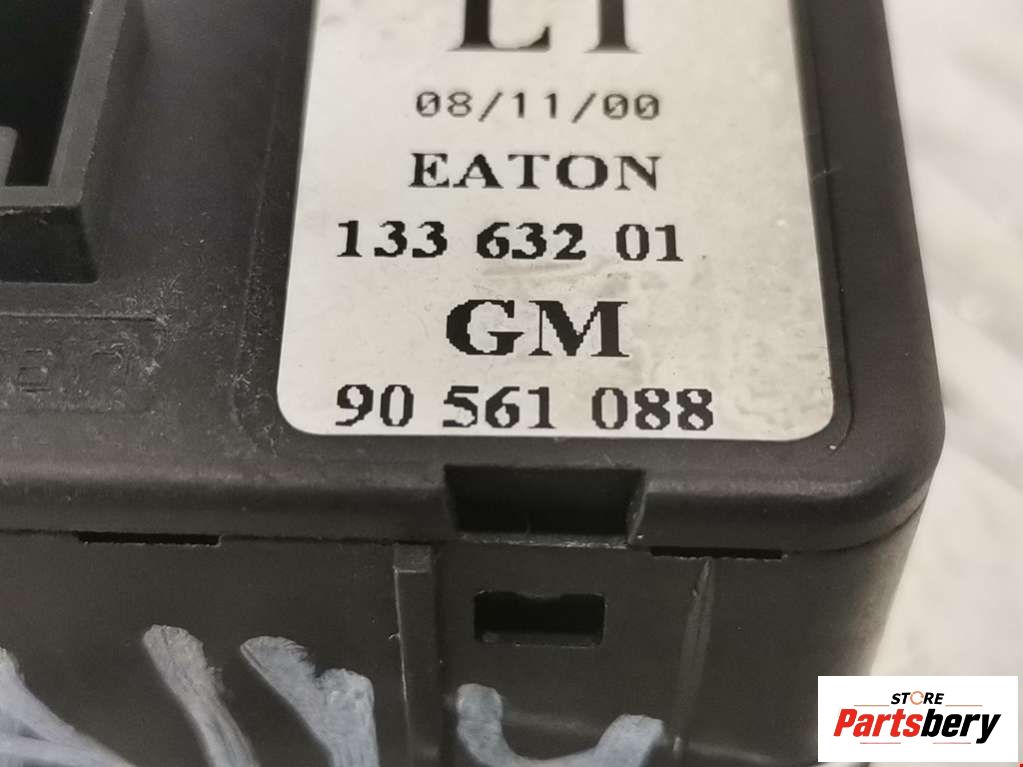 08/11/00
EATON
133 632 01
GM
90 561 088
STORE
Partsbery